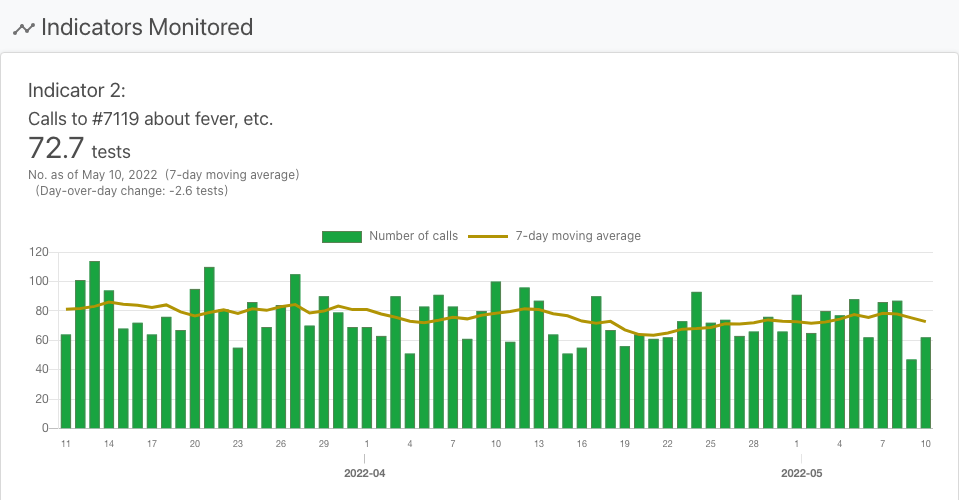 Indicators Monitored
Indicator 2:
Calls to #7119 about fever, etc.
72.7 tests
No. as of May 10, 2022 (7-day moving average)
(Day-over-day change: -2.6 tests)
Number of calls 7-day moving average
120
100
80
60
40
20
0
11 14 17 20 23 26 29 1 4 7 10 13 16 19 22 25 28 1 4 7 10
2022-04 2022-05